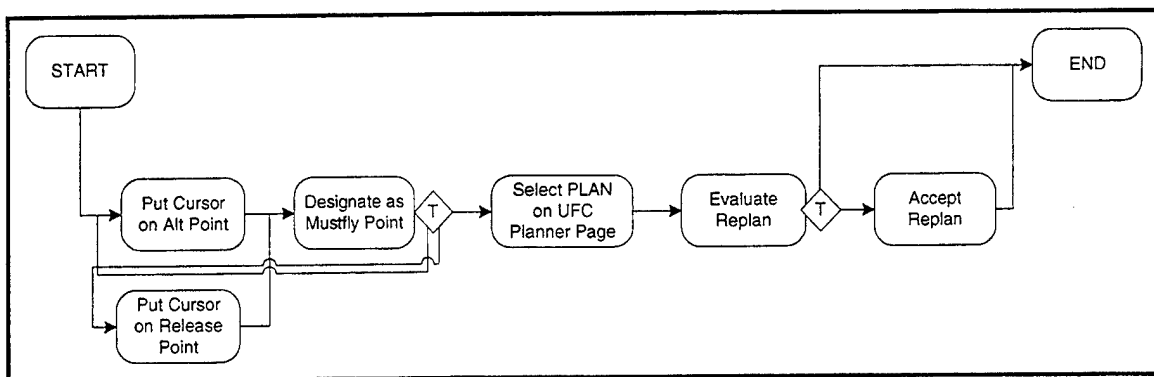 START
END
Put Cursor
on Alt Point
Designate as
Mustfly Point
T
Select PLAN
on UFC
Planner Page
Evaluate
Replan
T
Accept
Replan
Put Cursor
on Release
Point